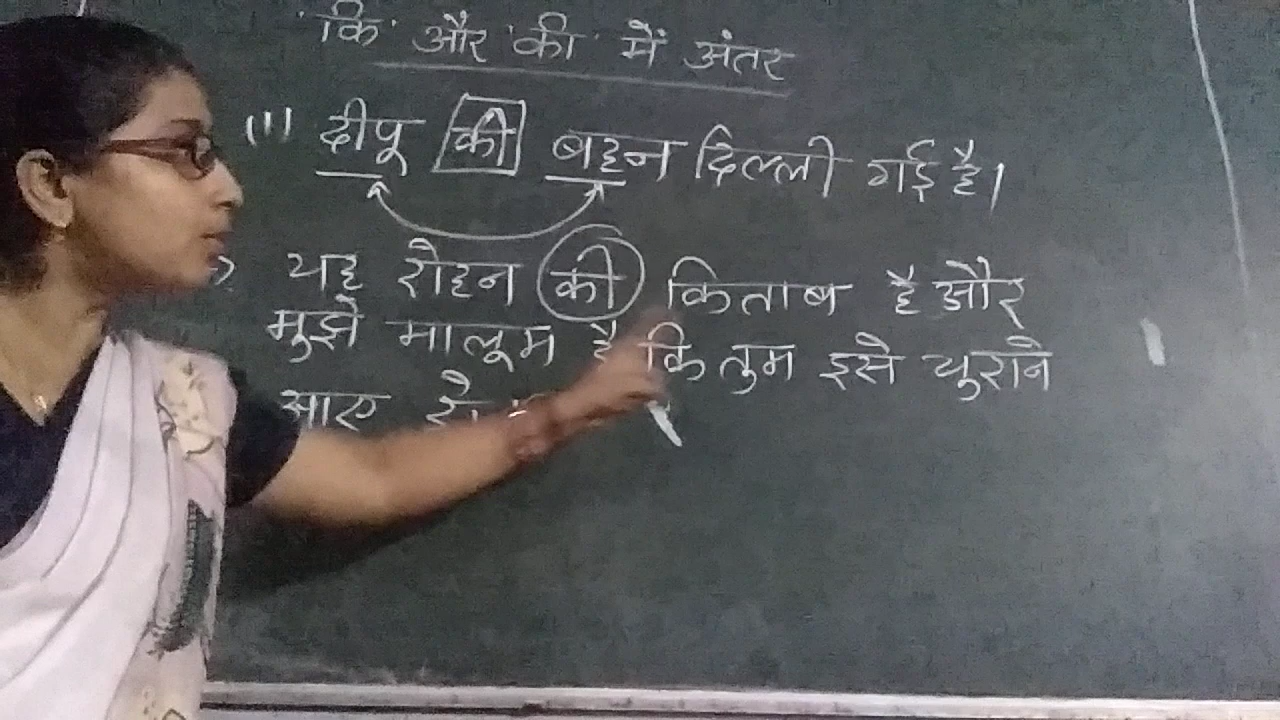 'कि' और 'की' में अंतर
(1) दीपू की बहन दिल्ली गई है।
यह रोहन की किताब है और
मुझे मालूम है कि तुम इसे चुराने
आए